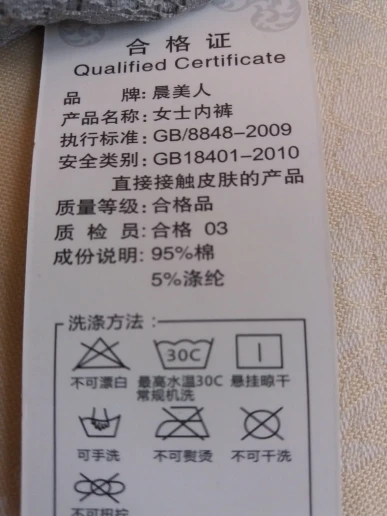 合格证
Qualified Certificate
品 牌: 晨美人
产品名称: 女士内裤
执行标准: GB/8848-2009
安全类别: GB18401-2010
直接接触皮肤的产品
质量等级: 合格品
质 检 员: 合格 03
成份说明: 95%棉
5%涤纶
洗涤方法:
30C
不可漂白 最高水温30C 悬挂晾干
常规机洗
可手洗 不可熨烫 不可干洗
不可拧